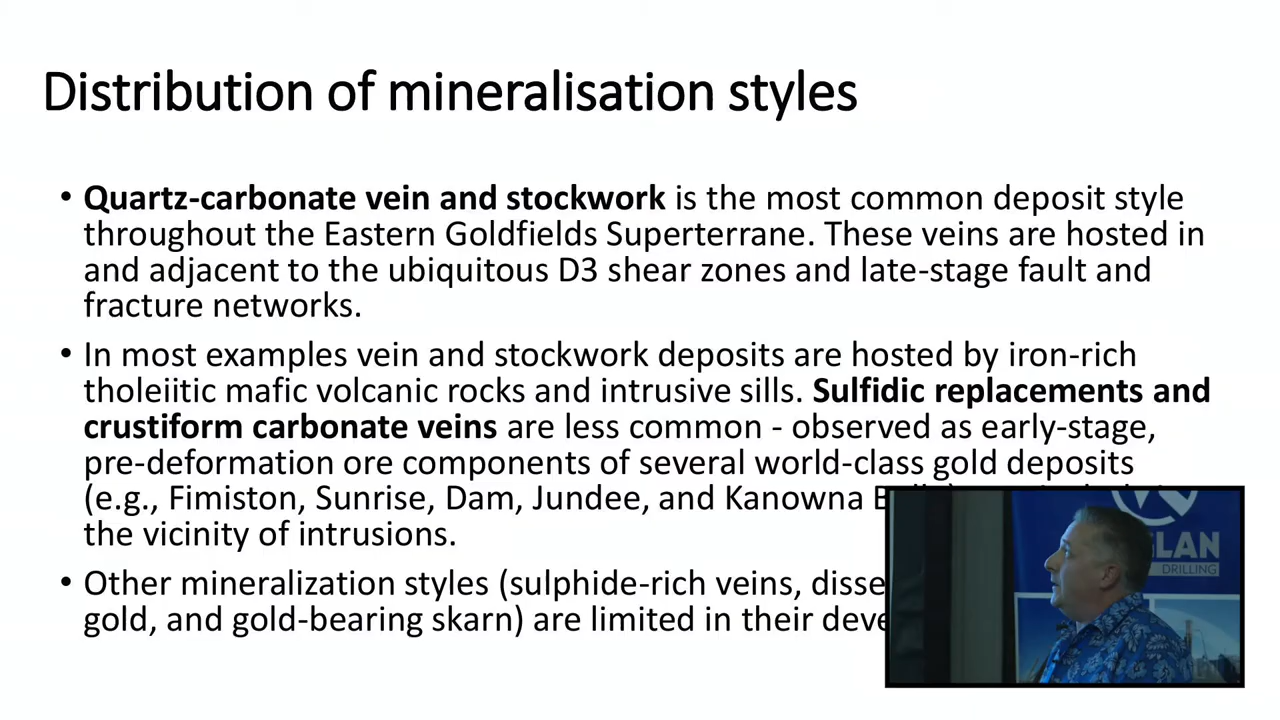 Distribution of mineralisation styles
• Quartz-carbonate vein and stockwork is the most common deposit style
throughout the Eastern Goldfields Superterrane. These veins are hosted in
and adjacent to the ubiquitous D3 shear zones and late-stage fault and
fracture networks.
• In most examples vein and stockwork deposits are hosted by iron-rich
tholeiitic mafic volcanic rocks and intrusive sills. Sulfidic replacements and
crustiform carbonate veins are less common - observed as early-stage,
pre-deformation ore components of several world-class gold deposits
(e.g., Fimiston, Sunrise, Dam, Jundee, and Kanowna
the vicinity of intrusions.
• Other mineralization styles (sulphide-rich veins,
gold, and gold-bearing skarn) are limited in their
DRILLING